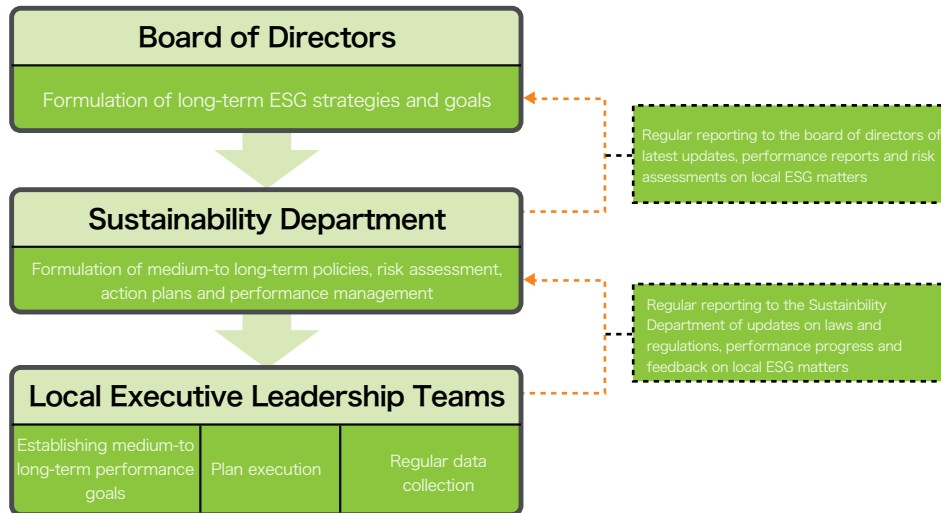 Board of Directors
Formulation of long-term ESG strategies and goals
Regular reporting to the board of directors of
latest updates, performance reports and risk
assessments on local ESG matters
Sustainability Department
Formulation of medium-to long-term policies, risk assessment,
action plans and performance management
Regular reporting to the Sustainbility
Department of updates on laws and
regulations, performance progress and
feedback on local ESG matters
Local Executive Leadership Teams
Establishing medium-to
long-term performance
goals
Plan execution
Regular data
collection